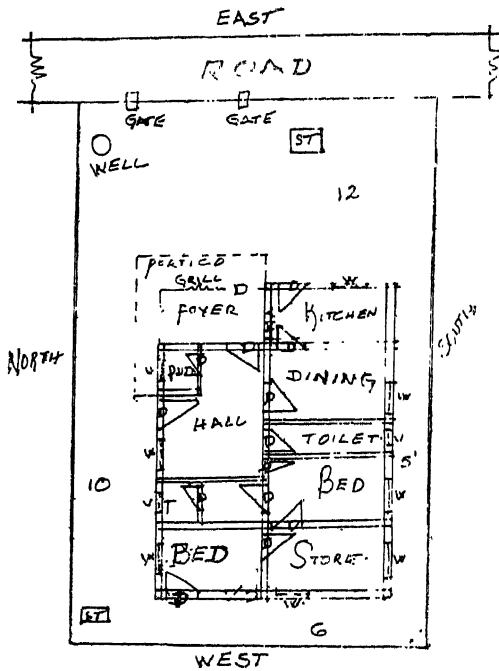 EAST
ROAD
GATE
GATE
WELL
ST
12
PORTICO
GRILL
D
W
FOYER
KITCHEN
NORTH
SOUTH
D
V
DINING
HALL
W
W
TOILET
V
5'
BED
10
V
T
W
BED
STORE
W
W
D
W
ST
6
WEST